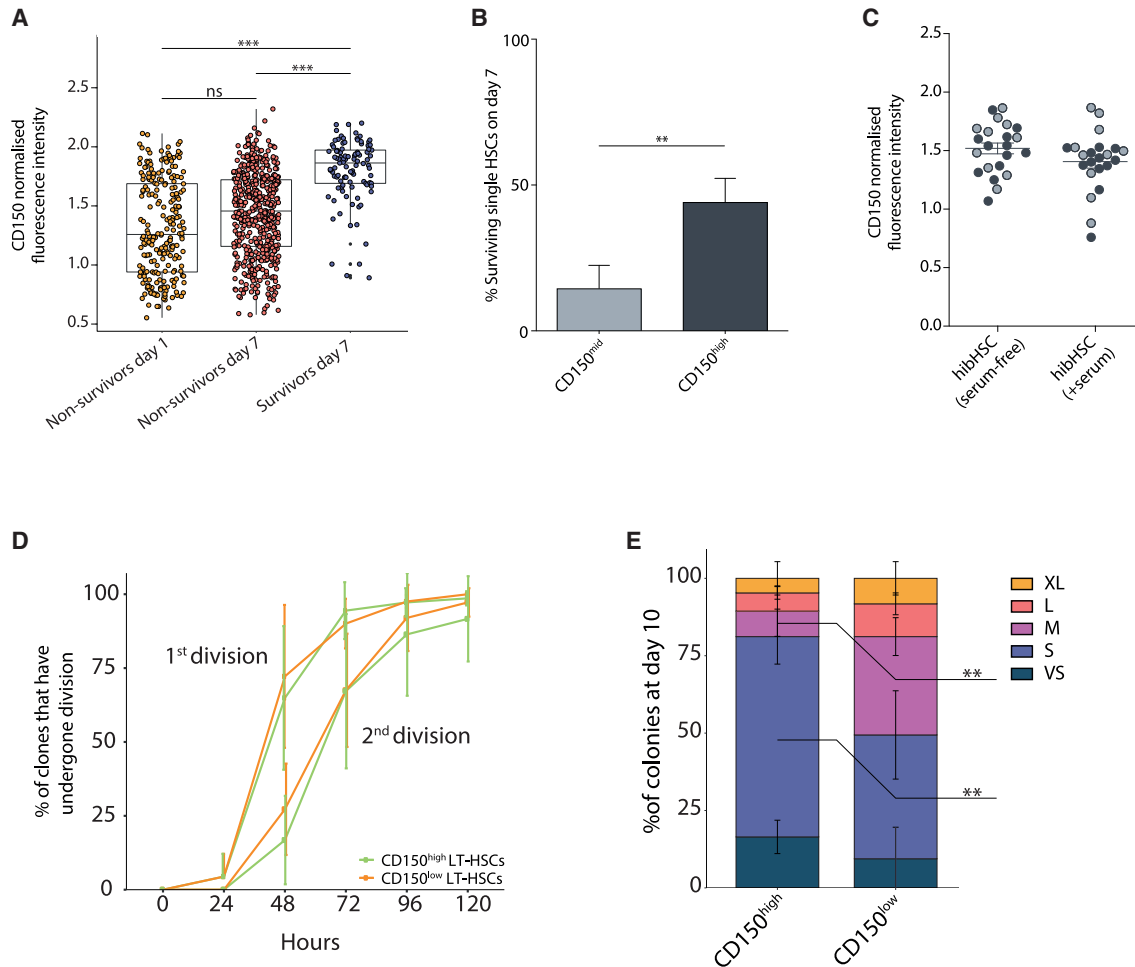 A
CD150 normalised
fluorescence intensity
2.5
2.0
1.5
1.0
0.5
***
***
ns
Non-survivors day 1
Non-survivors day 7
Survivors day 7
B
% Surviving single HSCs on day 7
100
50
0
**
CD150mid
CD150high
C
CD150 normalised
fluorescence intensity
2.5
2.0
1.5
1.0
0.5
0.0
hibHSC
(serum-free)
hibHSC
(+serum)
D
% of clones that have
undergone division
100
75
50
25
0
1st division
2nd division
CD150high LT-HSCs
CD150low LT-HSCs
0 24 48 72 96 120
Hours
E
%of colonies at day 10
100
75
50
25
0
**
**
XL
L
M
S
VS
CD150high
CD150low